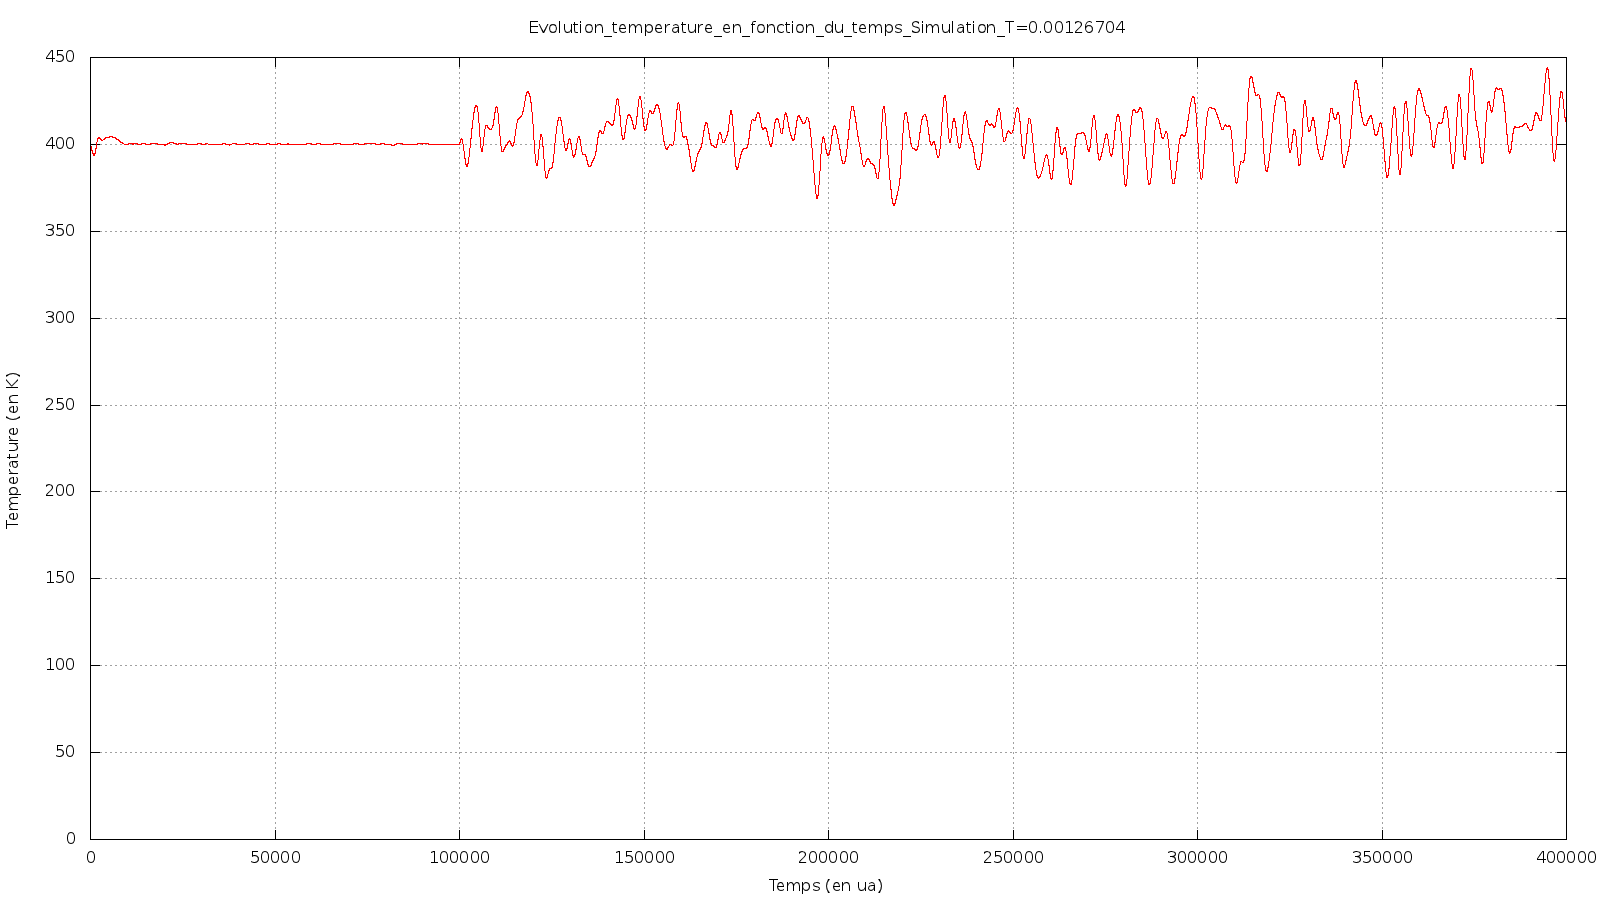 Evolution_temperature_en_fonction_du_temps_Simulation_T=0.00126704
450
400
350
300
250
200
150
100
50
0
Temperature (en K)
0 50000 100000 150000 200000 250000 300000 350000 400000
Temps (en ua)